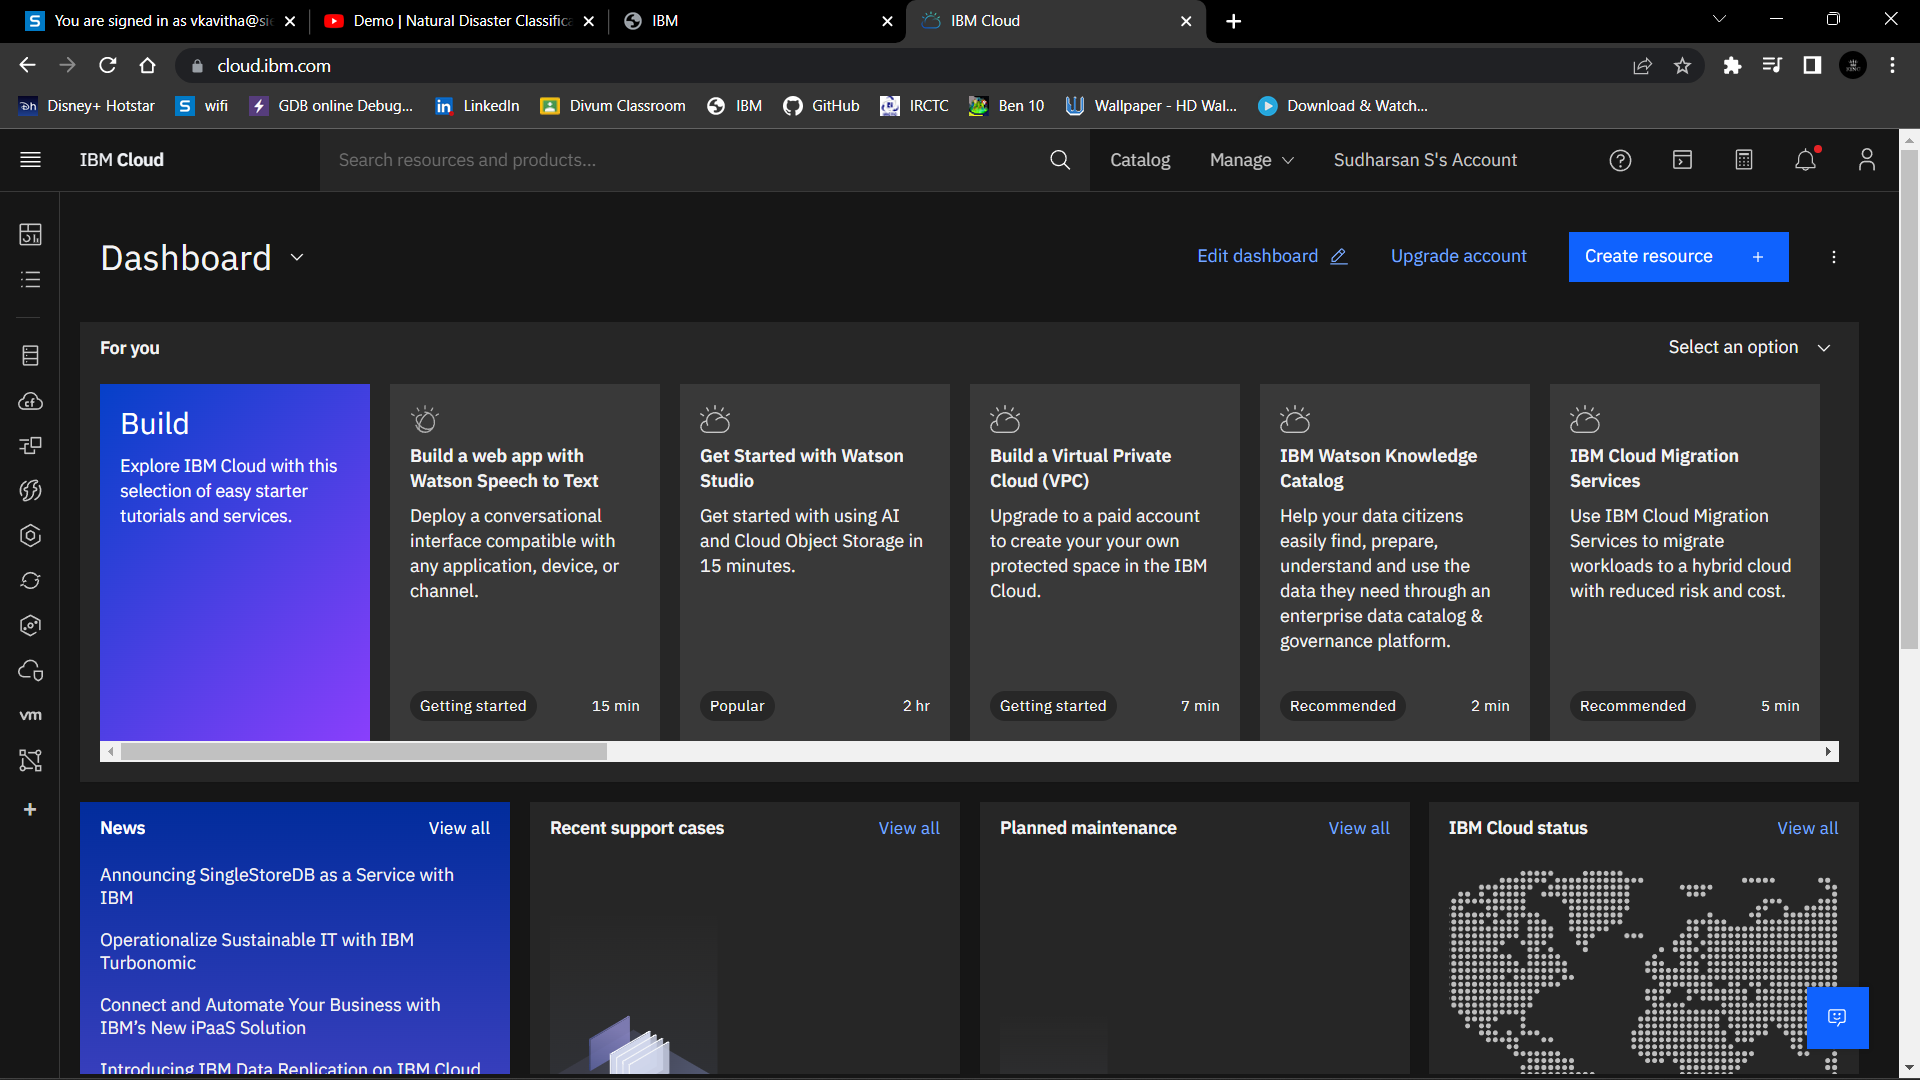 You are signed in as vkavitha@si
Demo | Natural Disaster Classific
IBM
IBM Cloud
cloud.ibm.com
Disney+ Hotstar
wifi
GDB online Debug...
LinkedIn
Divum Classroom
IBM
GitHub
IRCTC
Ben 10
Wallpaper - HD Wal...
Download & Watch...
IBM Cloud
Search resources and products...
Catalog
Manage
Sudharsan S's Account
Dashboard
Edit dashboard
Upgrade account
Create resource +
For you
Select an option
Build
Explore IBM Cloud with this
selection of easy starter
tutorials and services.
Build a web app with
Watson Speech to Text
Deploy a conversational
interface compatible with
any application, device, or
channel.
Getting started
15 min
Get Started with Watson
Studio
Get started with using AI
and Cloud Object Storage in
15 minutes.
Popular
2 hr
Build a Virtual Private
Cloud (VPC)
Upgrade to a paid account
to create your your own
protected space in the IBM
Cloud.
Getting started
7 min
IBM Watson Knowledge
Catalog
Help your data citizens
easily find, prepare,
understand and use the
data they need through an
enterprise data catalog &
governance platform.
Recommended
2 min
IBM Cloud Migration
Services
Use IBM Cloud Migration
Services to migrate
workloads to a hybrid cloud
with reduced risk and cost.
Recommended
5 min
cf
vm
News
View all
Announcing SingleStoreDB as a Service with
IBM
Operationalize Sustainable IT with IBM
Turbonomic
Connect and Automate Your Business with
IBM's New iPaaS Solution
Introducing IBM Data Replication on IBM Cloud
Recent support cases
View all
Planned maintenance
View all
IBM Cloud status
View all